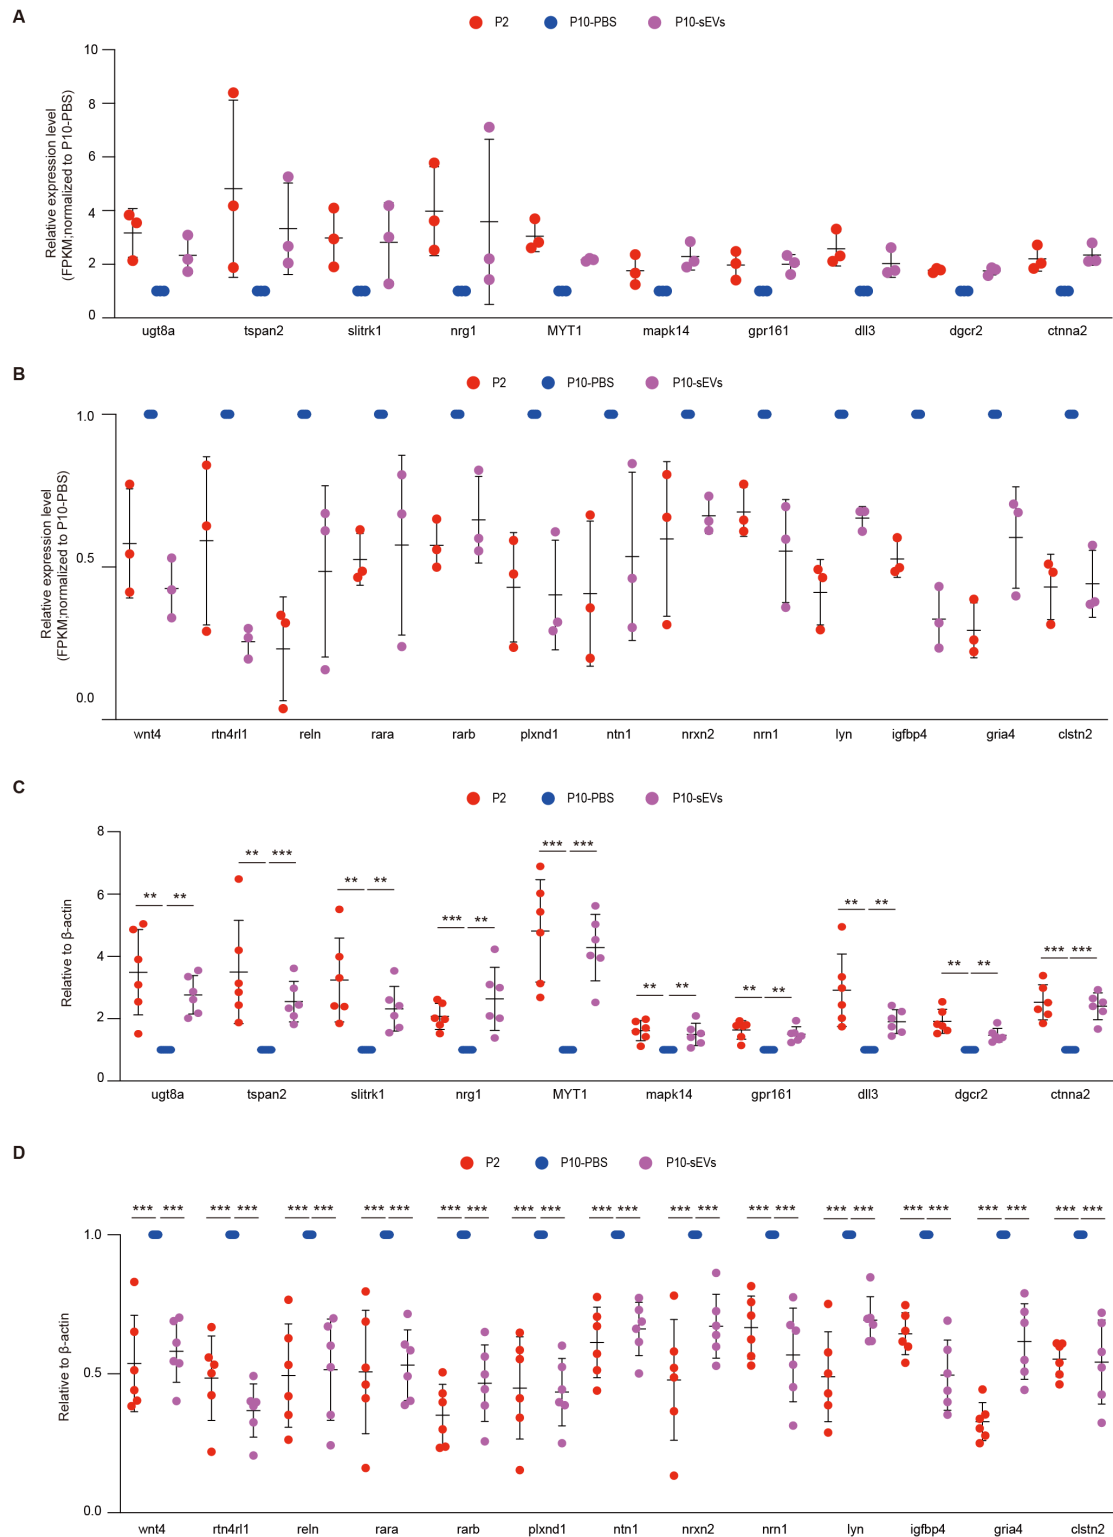 A
P2 P10-PBS P10-sEVs
Relative expression level
(FPKM:normalized to P10-PBS)
10
8
6
4
2
0
ugt8a tspan2 slitrk1 nrg1 MYT1 mapk14 gpr161 dll3 dgcr2 ctnna2
B
P2 P10-PBS P10-sEVs
Relative expression level
(FPKM:normalized to P10-PBS)
1.0
0.5
0.0
wnt4 rtn4rl1 reln rara rarb plxnd1 ntn1 nrxn2 nrn1 lyn igfbp4 gria4 clstn2
C
P2 P10-PBS P10-sEVs
Relative to β-actin
8
6
4
2
0
** ** ** *** ** ** *** ** *** *** ** ** ** ** ** ** ** ** *** ***
ugt8a tspan2 slitrk1 nrg1 MYT1 mapk14 gpr161 dll3 dgcr2 ctnna2
D
P2 P10-PBS P10-sEVs
Relative to β-actin
*** *** *** *** *** *** *** *** *** *** *** *** *** *** *** *** *** *** *** *** *** *** *** *** *** ***
1.0
0.5
0.0
wnt4 rtn4rl1 reln rara rarb plxnd1 ntn1 nrxn2 nrn1 lyn igfbp4 gria4 clstn2